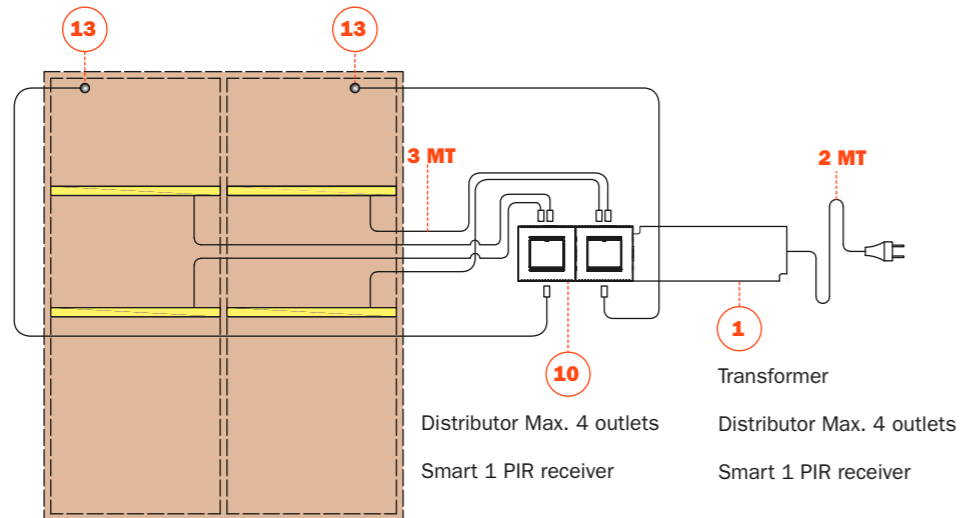 13
13
3 MT
2 MT
1
10
Transformer
Distributor Max. 4 outlets
Distributor Max. 4 outlets
Smart 1 PIR receiver
Smart 1 PIR receiver